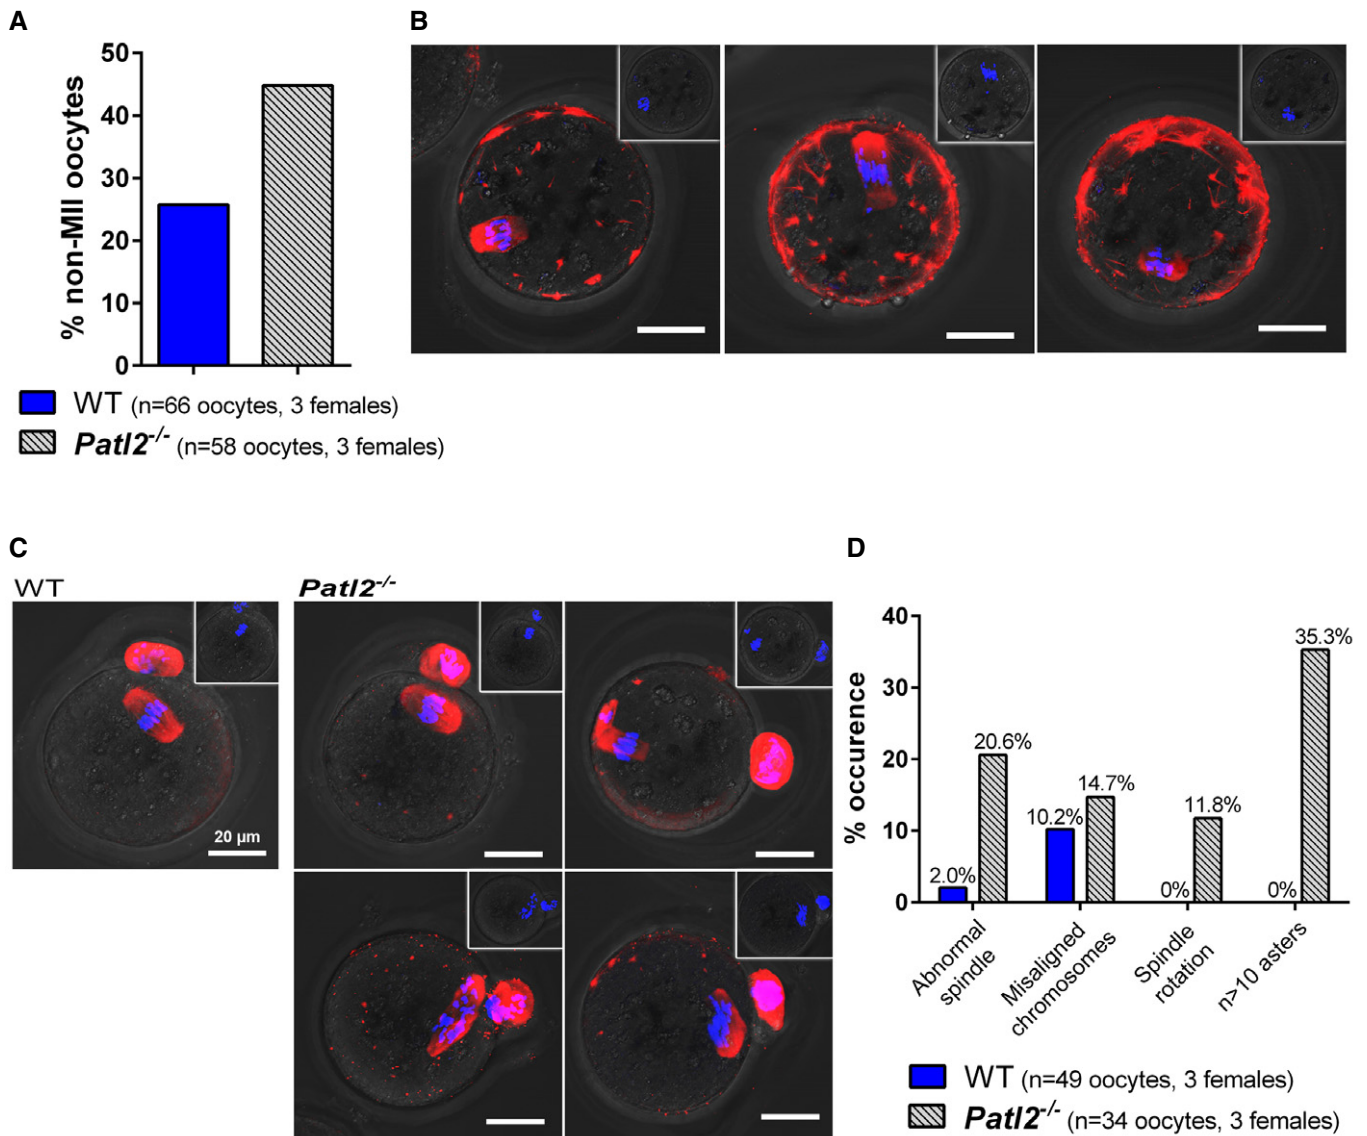 A
50
40
30
20
10
0
% non-MII oocytes
WT (n=66 oocytes, 3 females)
Patl2-/- (n=58 oocytes, 3 females)
B
C
WT
Patl2-/-
20 µm
D
% occurence
40
30
20
10
0
2.0%
20.6%
10.2%
14.7%
0%
11.8%
0%
35.3%
Abnormal
spindle
Misaligned
chromosomes
Spindle
rotation
n>10 asters
WT (n=49 oocytes, 3 females)
Patl2-/- (n=34 oocytes, 3 females)